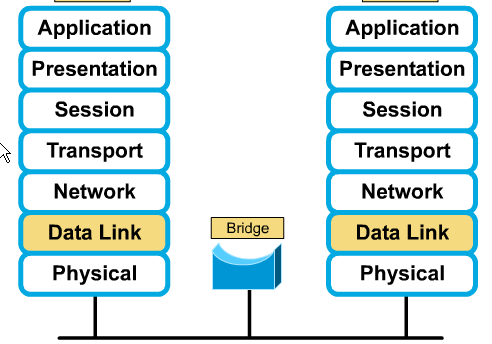 Application
Presentation
Session
Transport
Network
Data Link
Physical
Bridge
Application
Presentation
Session
Transport
Network
Data Link
Physical